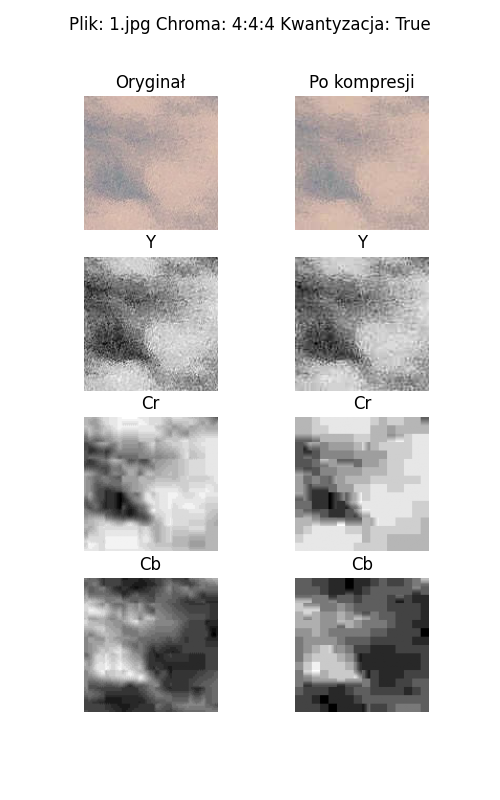 Plik: 1.jpg Chroma: 4:4:4 Kwantyzacja: True
Oryginał
Po kompresji
Y
Y
Cr
Cr
Cb
Cb